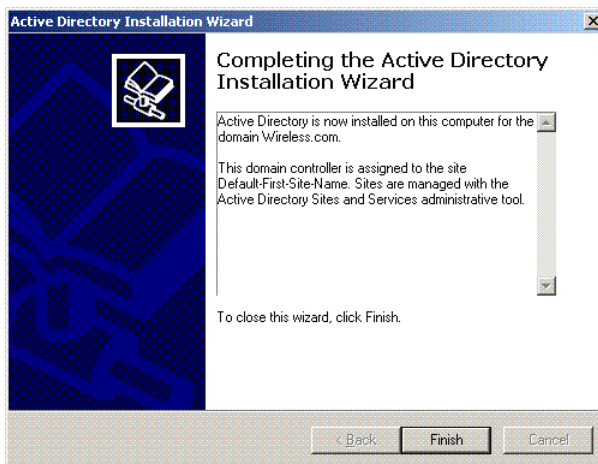 Active Directory Installation Wizard
Completing the Active Directory
Installation Wizard
Active Directory is now installed on this computer for the
domain Wireless.com.
This domain controller is assigned to the site
Default-First-Site-Name. Sites are managed with the
Active Directory Sites and Services administrative tool.
To close this wizard, click Finish.
< Back Finish Cancel